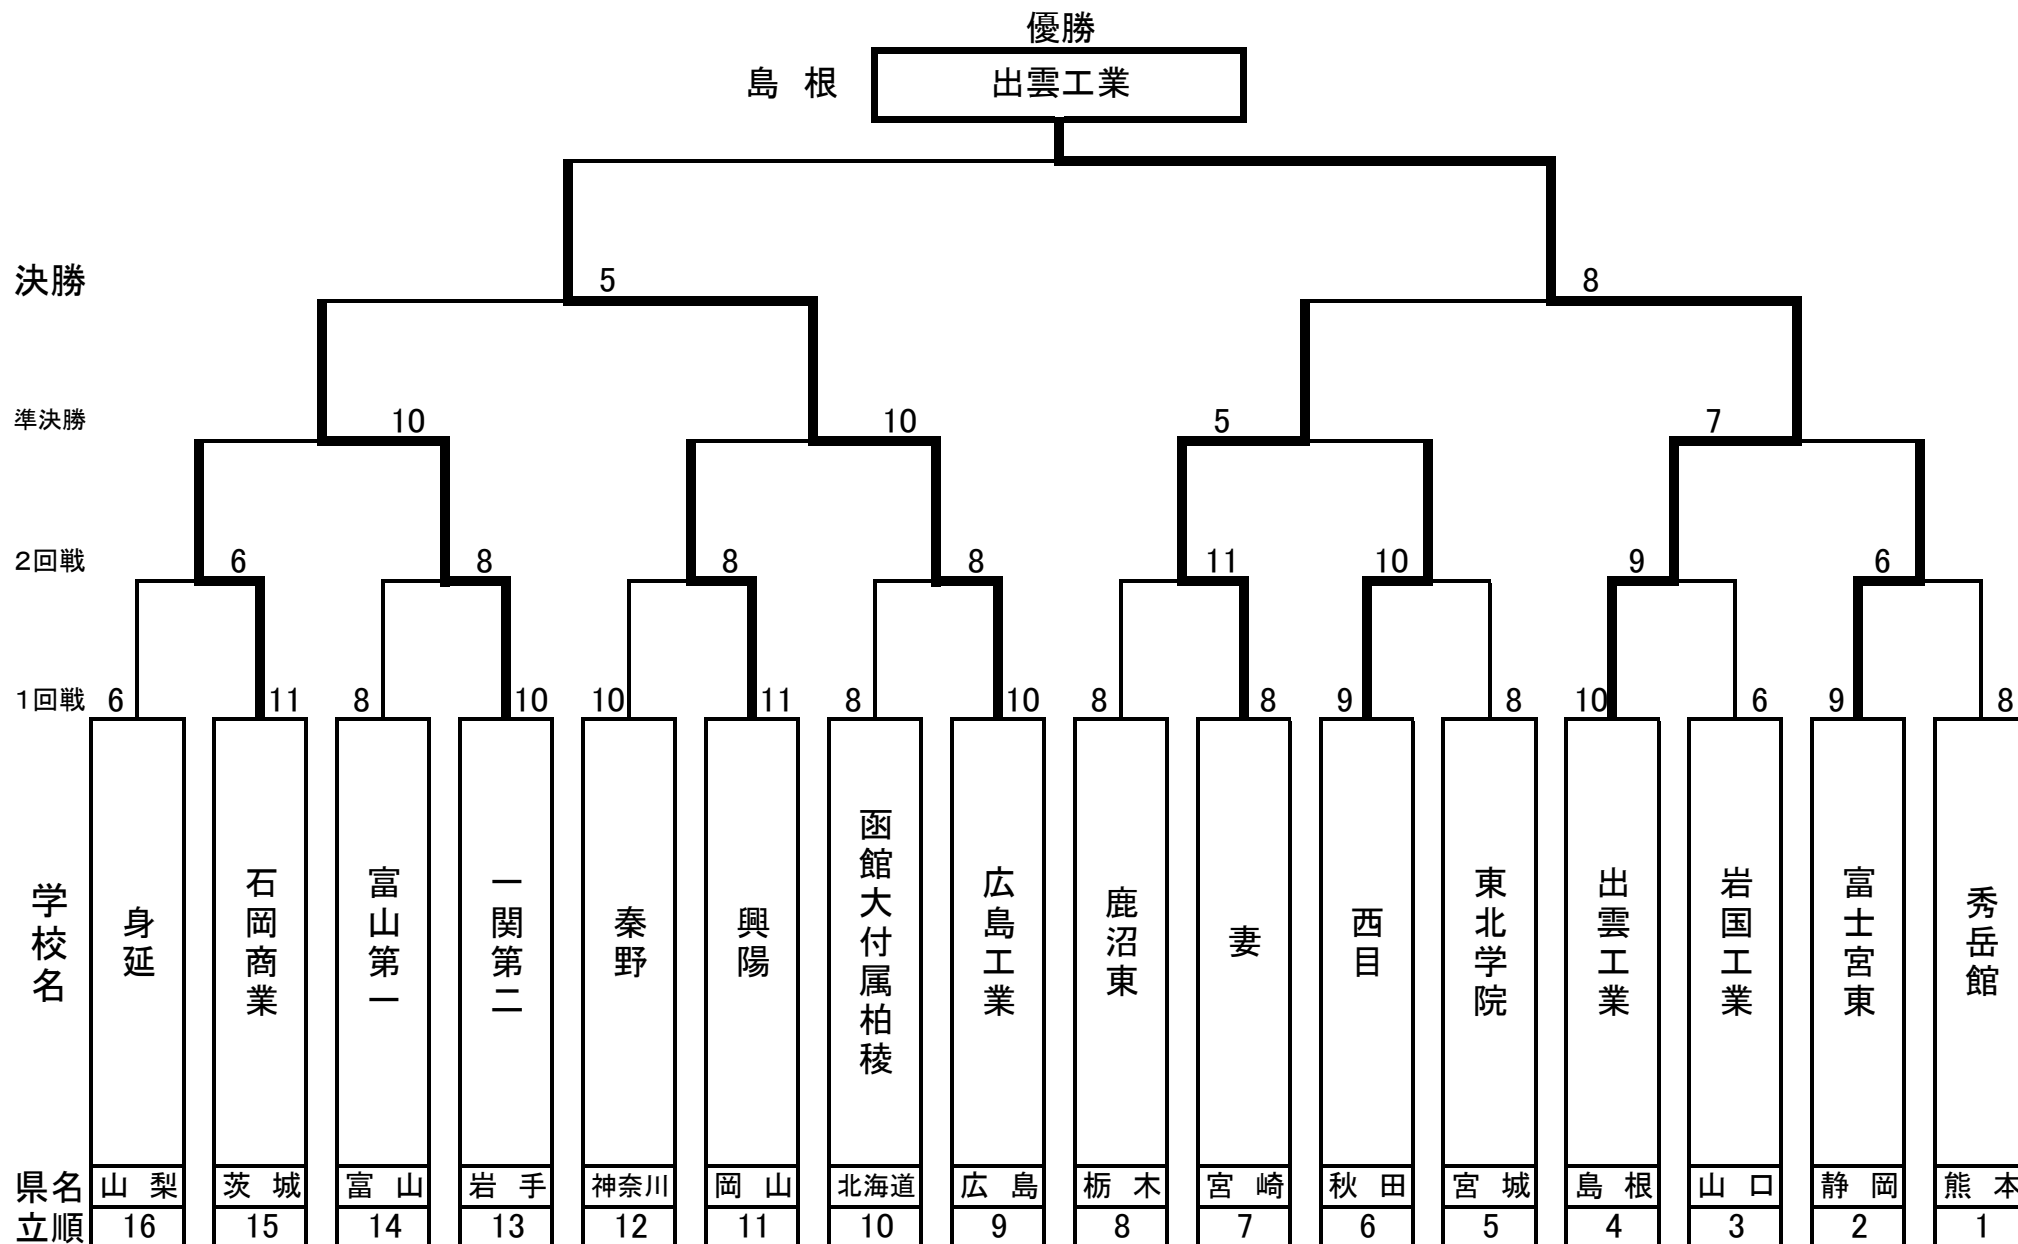 優勝
島 根 出雲工業
決勝 5 8
準決勝 10 10 5 7
2回戦 6 8 8 8 11 10 9 6
1回戦 6 11 8 10 10 11 8 10 8 8 9 8 10 6 9 8
学校名
身延
石岡商業
富山第一
一関第二
秦野
興陽
函館大付属柏稜
広島工業
鹿沼東
妻
西目
東北学院
出雲工業
岩国工業
富士宮東
秀岳館
県名 山 梨 茨 城 富 山 岩 手 神奈川 岡 山 北海道 広 島 栃 木 宮 崎 秋 田 宮 城 島 根 山 口 静 岡 熊 本
立順 16 15 14 13 12 11 10 9 8 7 6 5 4 3 2 1